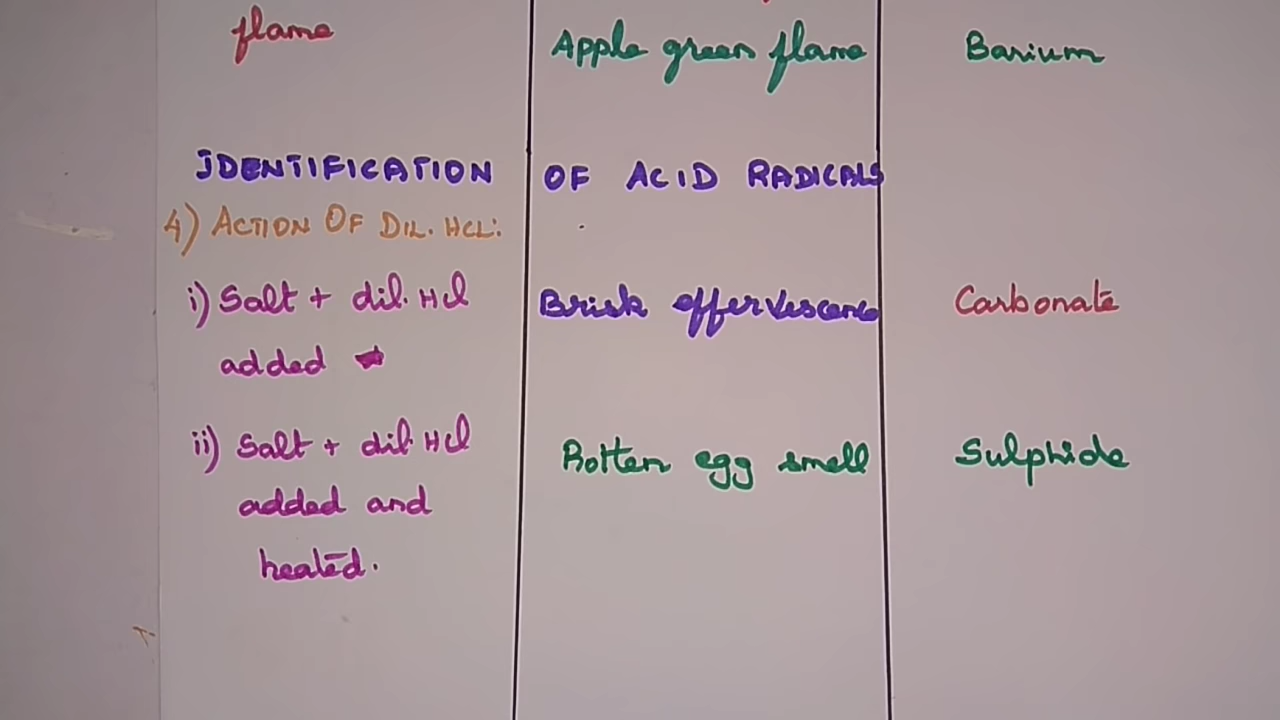 flame
Apple green flame
Barium
IDENTIFICATION OF ACID RADICALS
4) ACTION OF DIL. HCL:
i) Salt + dil. Hcl
added
Brisk effervescence
Carbonate
ii) Salt + dil. Hcl
added and
heated.
Rotten egg smell
Sulphide